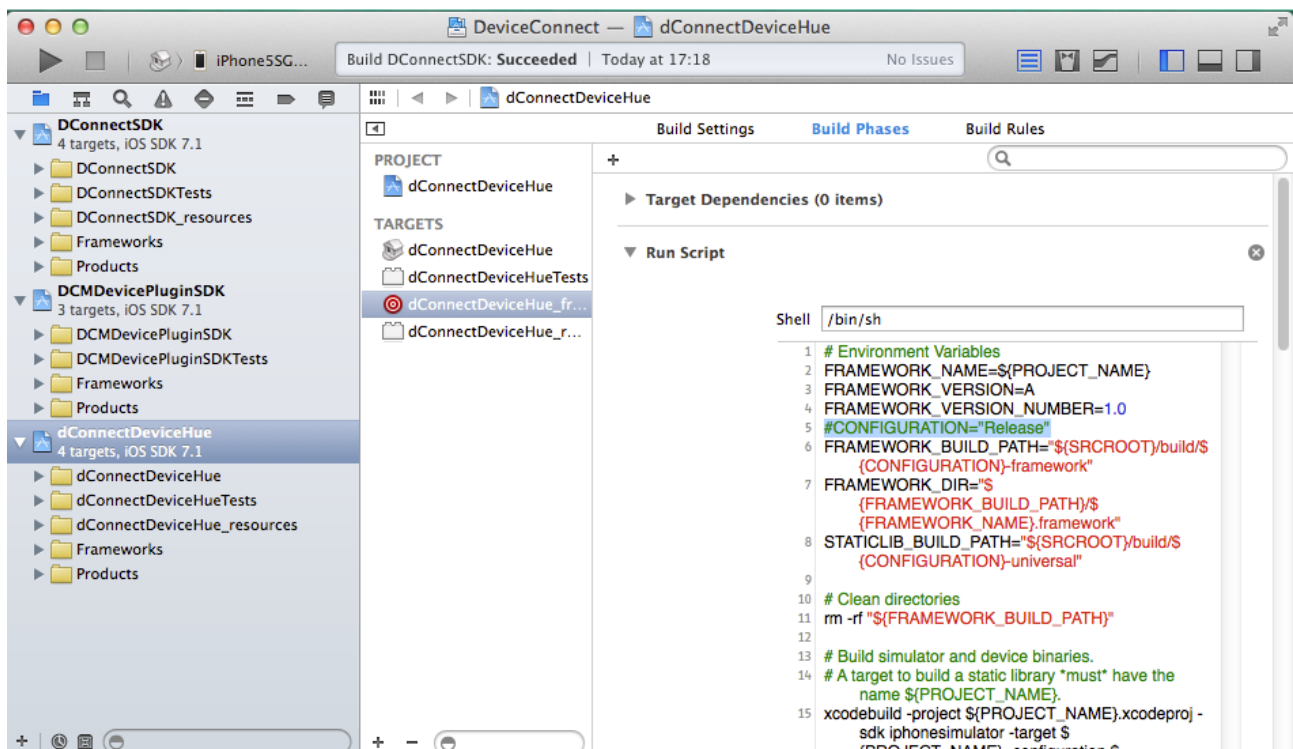 DeviceConnect — dConnectDeviceHue
iPhone5SG...
Build DConnectSDK: Succeeded | Today at 17:18
No Issues
dConnectDeviceHue
DConnectSDK
4 targets, iOS SDK 7.1
DConnectSDK
DConnectSDKTests
DConnectSDK_resources
Frameworks
Products
DCMDevicePluginSDK
3 targets, iOS SDK 7.1
DCMDevicePluginSDK
DCMDevicePluginSDKTests
Frameworks
Products
dConnectDeviceHue
4 targets, iOS SDK 7.1
dConnectDeviceHue
dConnectDeviceHueTests
dConnectDeviceHue_resources
Frameworks
Products
PROJECT
dConnectDeviceHue
TARGETS
dConnectDeviceHue
dConnectDeviceHueTests
dConnectDeviceHue_fr...
dConnectDeviceHue_r...
Build Settings Build Phases Build Rules
Target Dependencies (0 items)
Run Script
Shell /bin/sh
1 # Environment Variables
2 FRAMEWORK_NAME=${PROJECT_NAME}
3 FRAMEWORK_VERSION=A
4 FRAMEWORK_VERSION_NUMBER=1.0
5 #CONFIGURATION="Release"
6 FRAMEWORK_BUILD_PATH="${SRCROOT}/build/$
{CONFIGURATION}-framework"
7 FRAMEWORK_DIR="$
{FRAMEWORK_BUILD_PATH}/$
{FRAMEWORK_NAME}.framework"
8 STATICLIB_BUILD_PATH="${SRCROOT}/build/$
{CONFIGURATION}-universal"
9
10 # Clean directories
11 rm -rf "${FRAMEWORK_BUILD_PATH}"
12
13 # Build simulator and device binaries.
14 # A target to build a static library *must* have the
name ${PROJECT_NAME}.
15 xcodebuild -project ${PROJECT_NAME}.xcodeproj -
sdk iphonesimulator -target $